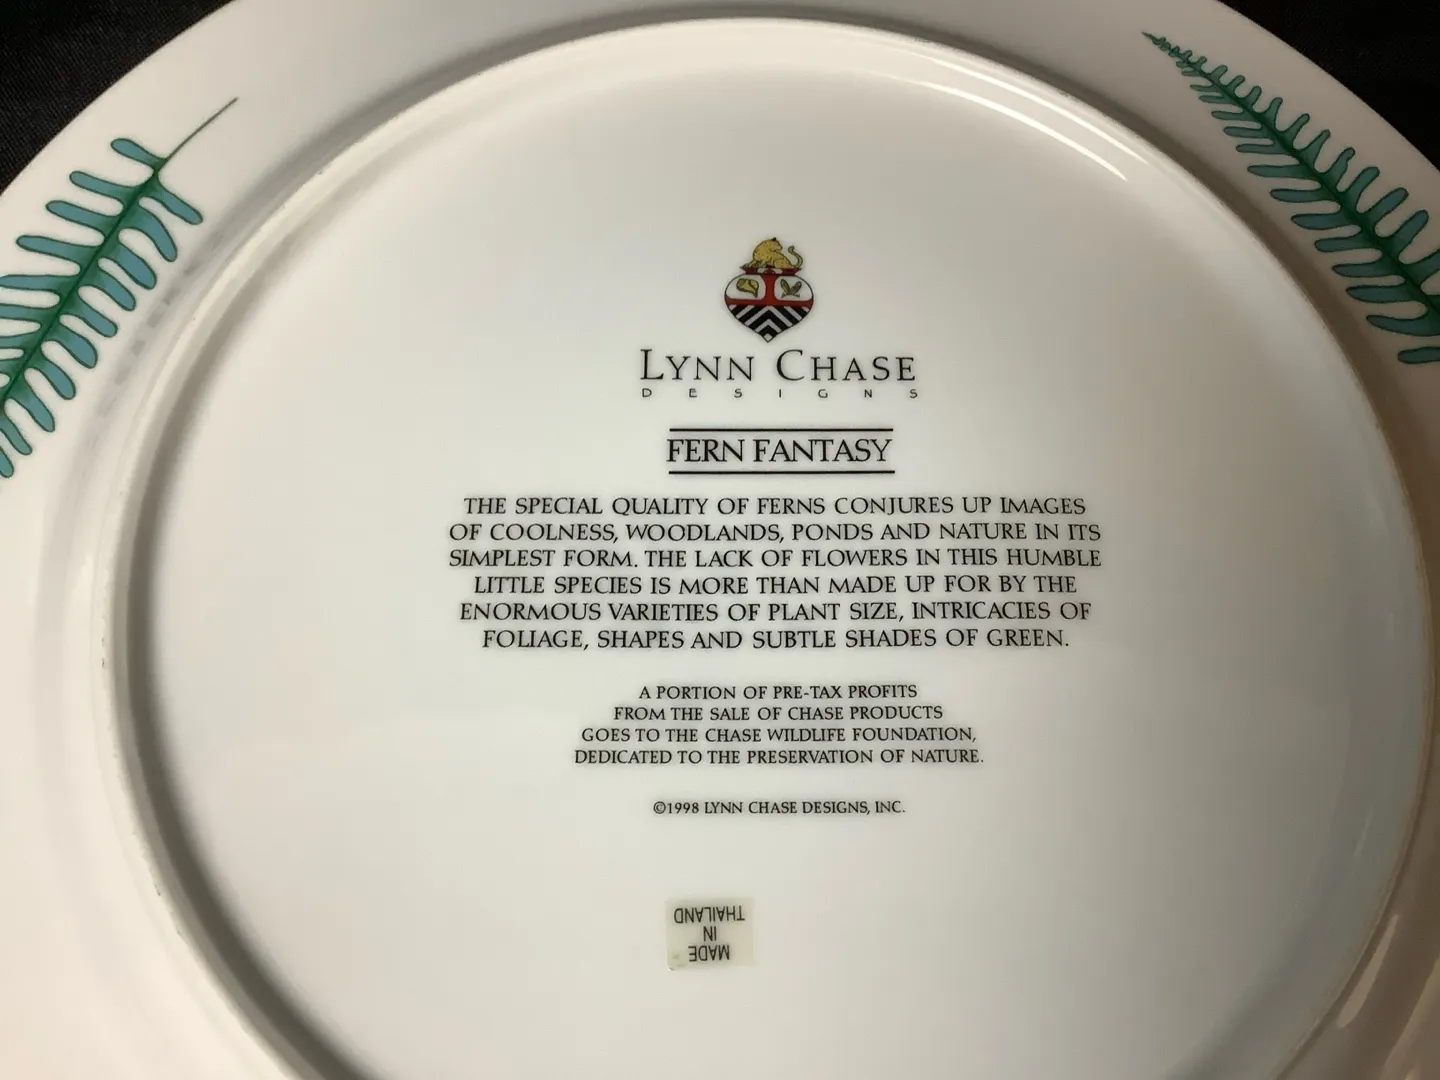 LYNN CHASE
DESIGNS
FERN FANTASY
THE SPECIAL QUALITY OF FERNS CONJURES UP IMAGES
OF COOLNESS, WOODLANDS, PONDS AND NATURE IN ITS
SIMPLEST FORM. THE LACK OF FLOWERS IN THIS HUMBLE
LITTLE SPECIES IS MORE THAN MADE UP FOR BY THE
ENORMOUS VARIETIES OF PLANT SIZE, INTRICACIES OF
FOLIAGE, SHAPES AND SUBTLE SHADES OF GREEN.
A PORTION OF PRE-TAX PROFITS
FROM THE SALE OF CHASE PRODUCTS
GOES TO THE CHASE WILDLIFE FOUNDATION,
DEDICATED TO THE PRESERVATION OF NATURE.
©1998 LYNN CHASE DESIGNS, INC.
MADE
IN
THAILAND